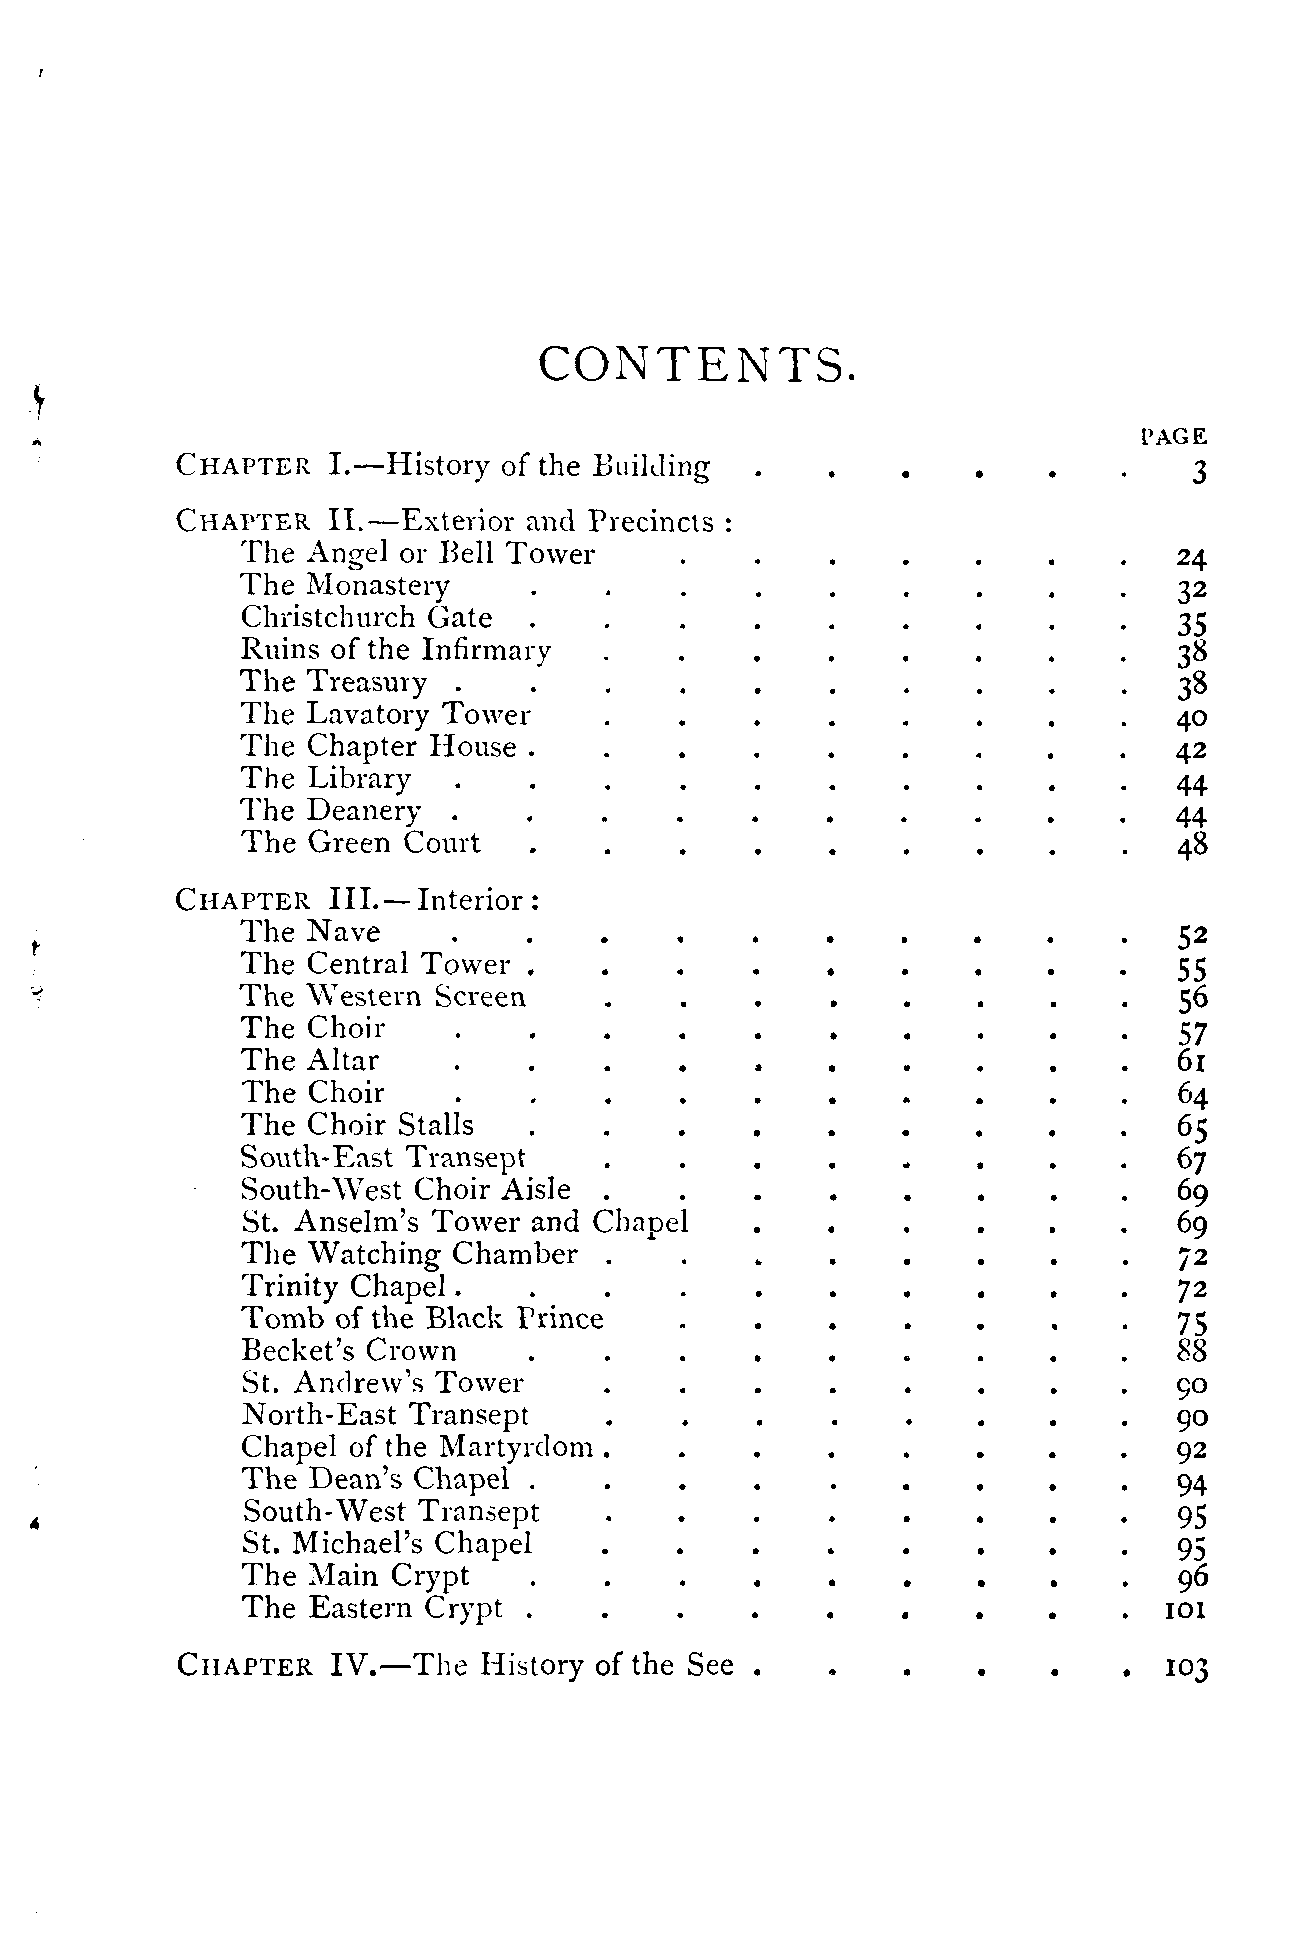 CONTENTS.
PAGE
CHAPTER I.—History of the Building . . . . . . 3
CHAPTER II.—Exterior and Precincts :
The Angel or Bell Tower . . . . . . . 24
The Monastery . . . . . . . . . 32
Christchurch Gate . . . . . . . . . 35
Ruins of the Infirmary . . . . . . . . 38
The Treasury . . . . . . . . . . 38
The Lavatory Tower . . . . . . . . 40
The Chapter House . . . . . . . . . 42
The Library . . . . . . . . . . 44
The Deanery . . . . . . . . . . 44
The Green Court . . . . . . . . . 48
CHAPTER III.—Interior :
The Nave . . . . . . . . . . 52
The Central Tower . . . . . . . . . 55
The Western Screen . . . . . . . . 56
The Choir . . . . . . . . . . 57
The Altar . . . . . . . . . . 61
The Choir . . . . . . . . . . 64
The Choir Stalls . . . . . . . . . 65
South-East Transept . . . . . . . . 67
South-West Choir Aisle . . . . . . . . 69
St. Anselm's Tower and Chapel . . . . . . 69
The Watching Chamber . . . . . . . . 72
Trinity Chapel . . . . . . . . . . 72
Tomb of the Black Prince . . . . . . . 75
Becket's Crown . . . . . . . . . 88
St. Andrew's Tower . . . . . . . . 90
North-East Transept . . . . . . . . 90
Chapel of the Martyrdom . . . . . . . . 92
The Dean's Chapel . . . . . . . . . 94
South-West Transept . . . . . . . . 95
St. Michael's Chapel . . . . . . . . 95
The Main Crypt . . . . . . . . . 96
The Eastern Crypt . . . . . . . . . 101
CHAPTER IV.—The History of the See . . . . . . 103